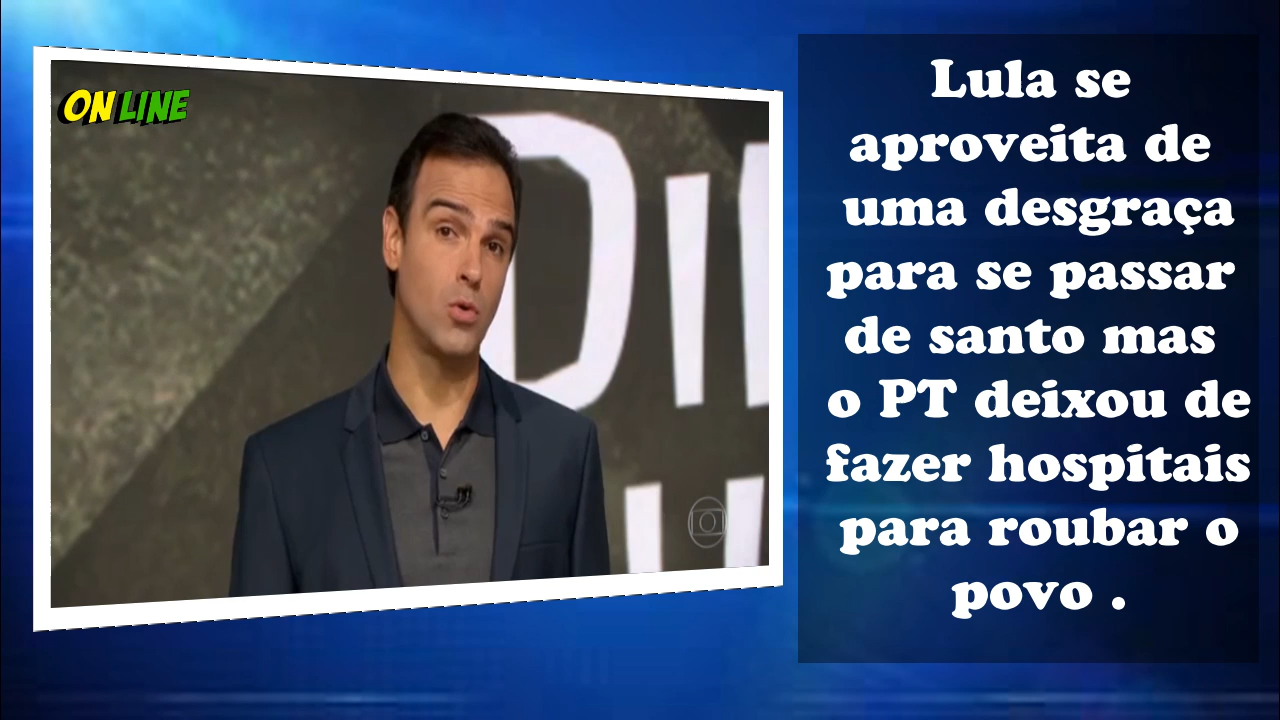 ON LINE
Lula se
aproveita de
uma desgraça
para se passar
de santo mas
o PT deixou de
fazer hospitais
para roubar o
povo .